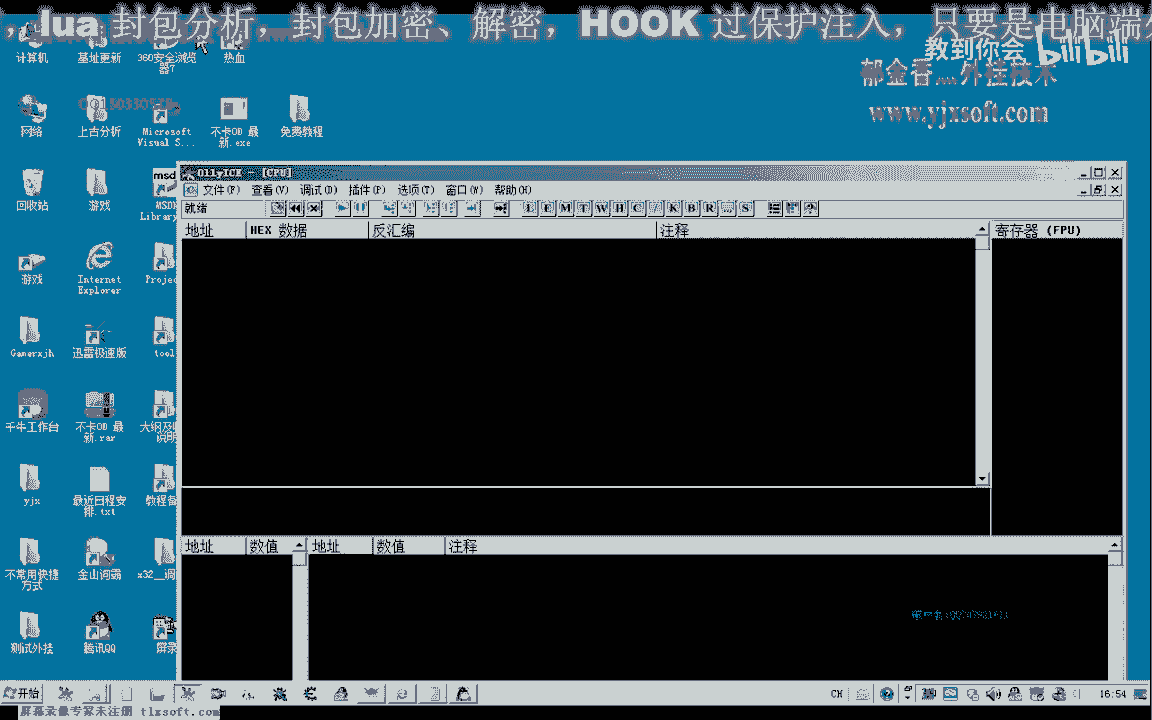 ，lua 封包分析，封包加密、解密，HOOK 过保护注入，只要是电脑端
教到你会 bilibili
郁金香灬外挂技术
www.yjxsoft.com
计算机
基址更新
360安全浏览器7
热血
网络
上古分析
Microsoft Visual S...
不卡OD 最新.exe
免费教程
回收站
游戏
MSD Library
游戏
Internet Explorer
Projec
Gamerxjh
迅雷极速版
tool
千牛工作台
不卡OD 最新.rar
大纲及 说明
yjx
最近日程安排.txt
教程备
不常用快捷方式
金山词霸
x32__调
测试外挂
腾讯QQ
屏录
OllyICE - [CPU]
文件(F) 查看(V) 调试(D) 插件(P) 选项(T) 窗口(W) 帮助(H)
就绪
L E M T W H C / K B R ... S
地址 HEX 数据 反汇编 注释 寄存器 (FPU)
地址 数值 地址 数值 注释
开始 CH 16:54
屏幕录像专家未注册 tlxsoft.com